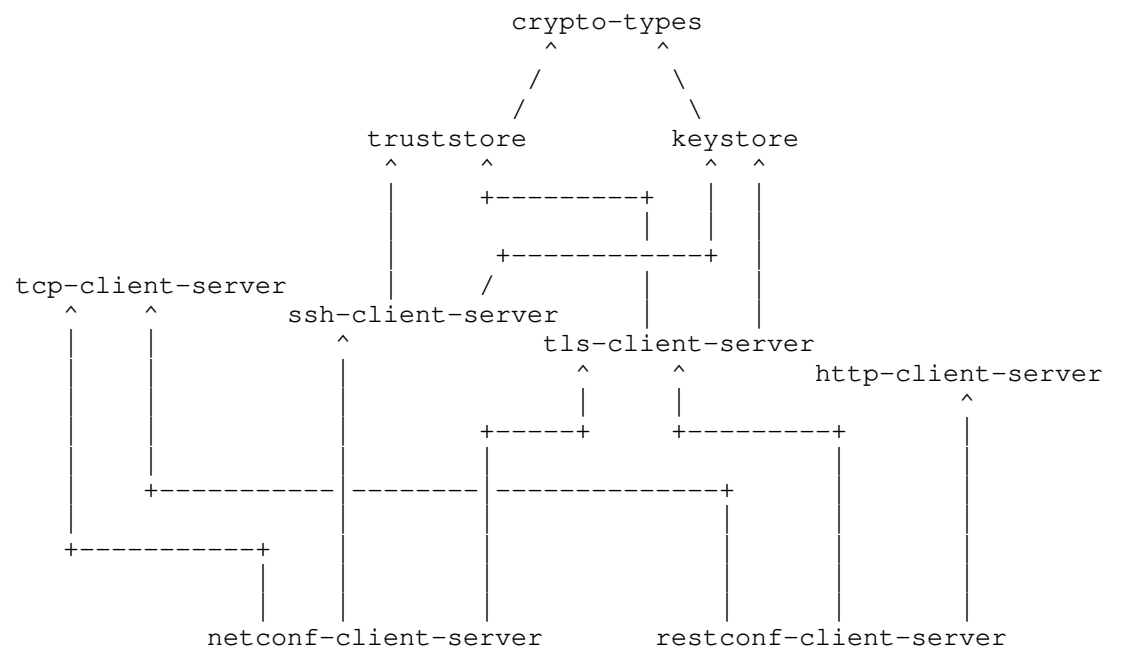 crypto-types
truststore keystore
tcp-client-server
ssh-client-server
tls-client-server
http-client-server
netconf-client-server restconf-client-server